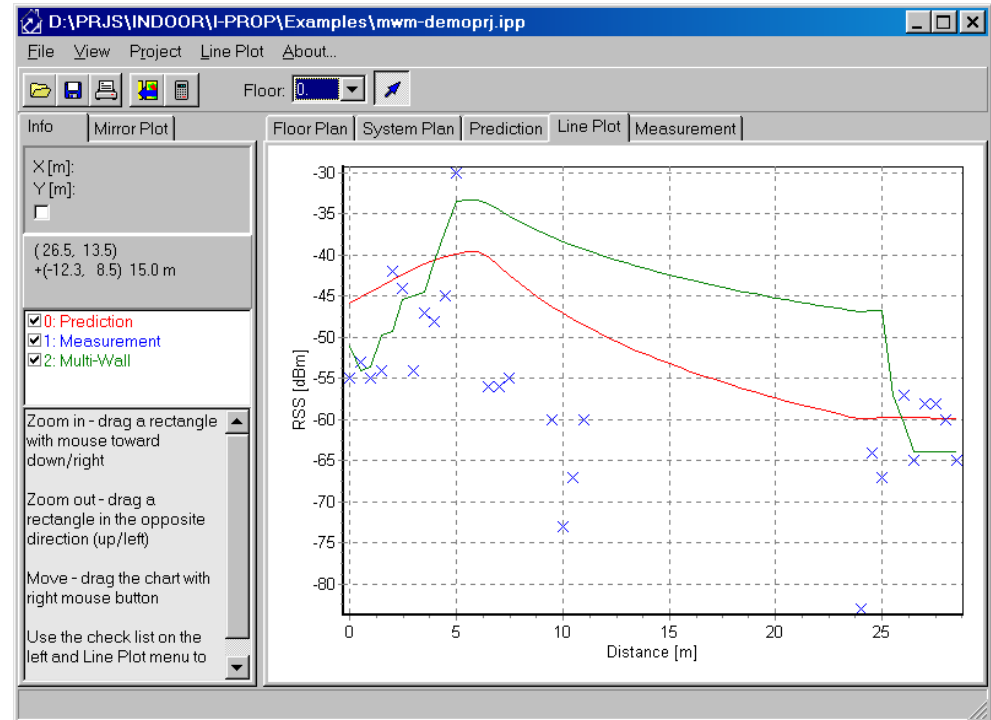 D:\PRJS\INDOOR\I-PROP\Examples\mwm-demoprj.ipp
File View Project Line Plot About...
Floor: 0.
Info Mirror Plot
Floor Plan System Plan Prediction Line Plot Measurement
X [m]:
Y [m]:
( 26.5, 13.5)
+(-12.3, 8.5) 15.0 m
0: Prediction
1: Measurement
2: Multi-Wall
Zoom in - drag a rectangle
with mouse toward
down/right
Zoom out - drag a
rectangle in the opposite
direction (up/left)
Move - drag the chart with
right mouse button
Use the check list on the
left and Line Plot menu to
RSS [dBm]
-30
-35
-40
-45
-50
-55
-60
-65
-70
-75
-80
0 5 10 15 20 25
Distance [m]